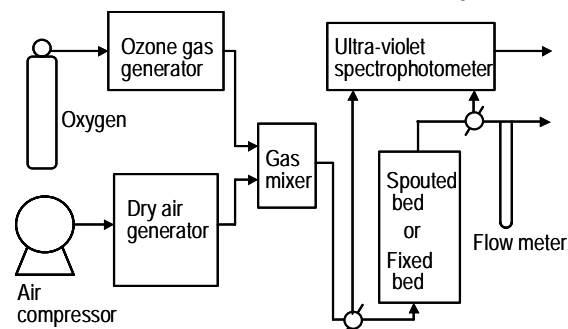 Ozone gas
generator
Ultra-violet
spectrophotometer
Oxygen
Gas
mixer
Dry air
generator
Spouted
bed
or
Fixed
bed
Flow meter
Air
compressor